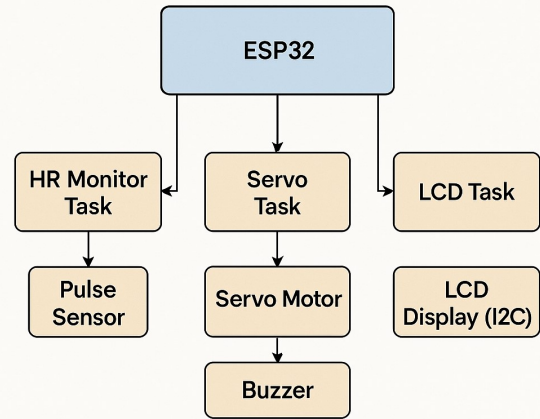 ESP32
HR Monitor
Task
Servo
Task
LCD Task
Pulse
Sensor
Servo Motor
LCD
Display (I2C)
Buzzer